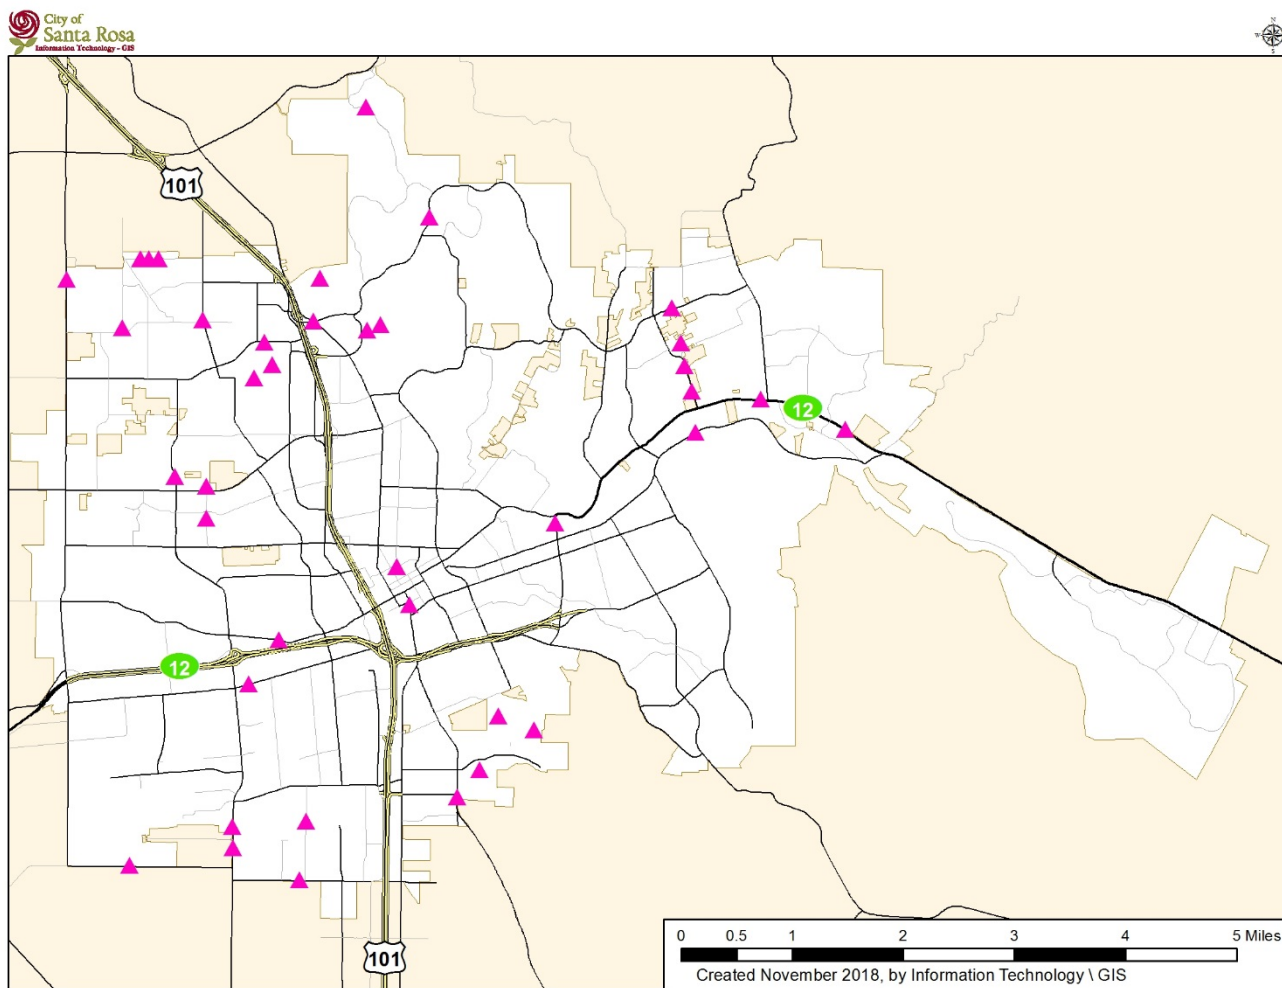 City of
Santa Rosa
Information Technology - GIS
N
W E
S
101
12
12
101
0 0.5 1 2 3 4 5 Miles
Created November 2018, by Information Technology \ GIS